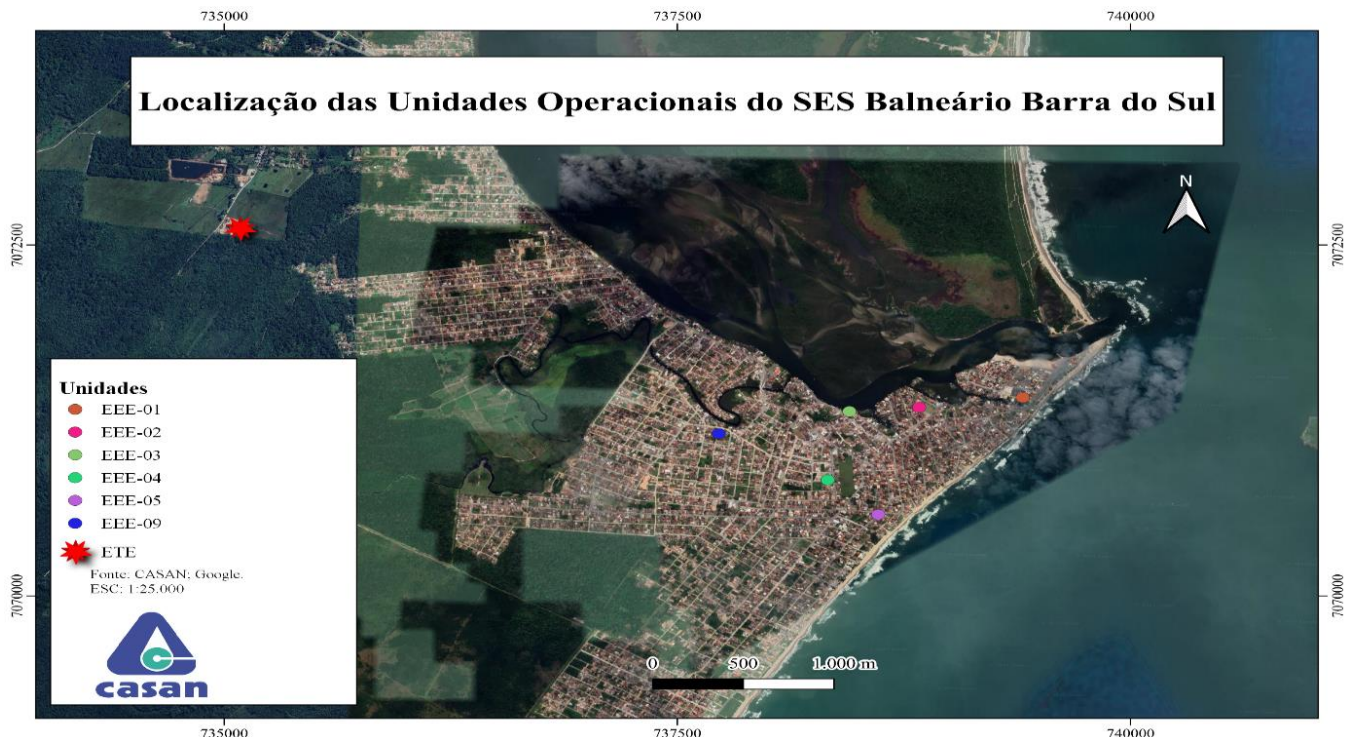 735000
737500
740000
Localização das Unidades Operacionais do SES Balneário Barra do Sul
N
7072500
7072500
Unidades
EEE-01
EEE-02
EEE-03
EEE-04
EEE-05
EEE-09
ETE
Fonte: CASAN; Google.
ESC: 1:25.000
casan
7070000
7070000
0 500 1.000 m
735000
737500
740000